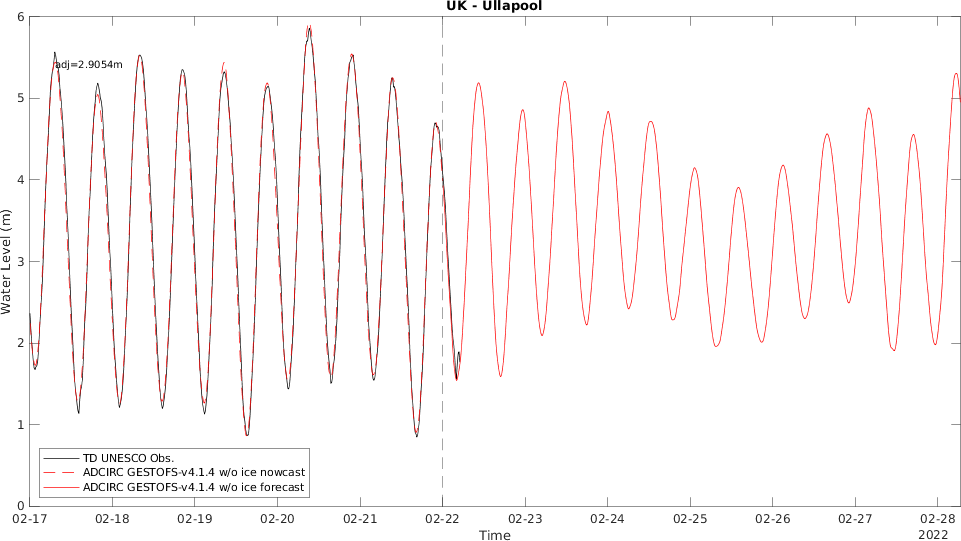 UK - Ullapool
6
adj=2.9054m
5
4
3
2
1
0
Water Level (m)
TD UNESCO Obs.
ADCIRC GESTOFS-v4.1.4 w/o ice nowcast
ADCIRC GESTOFS-v4.1.4 w/o ice forecast
02-17 02-18 02-19 02-20 02-21 02-22 02-23 02-24 02-25 02-26 02-27 02-28
Time 2022